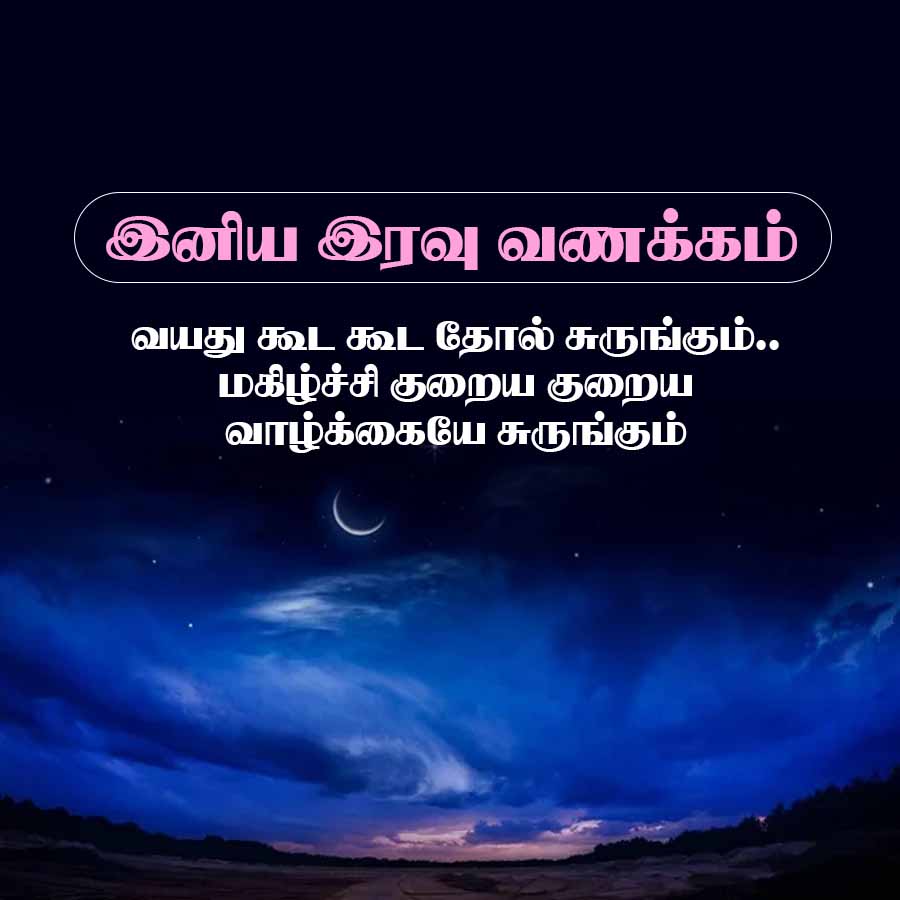 இனிய இரவு வணக்கம்
வயது கூட கூட தோல் சுருங்கும்..
மகிழ்ச்சி குறைய குறைய
வாழ்க்கையே சுருங்கும்